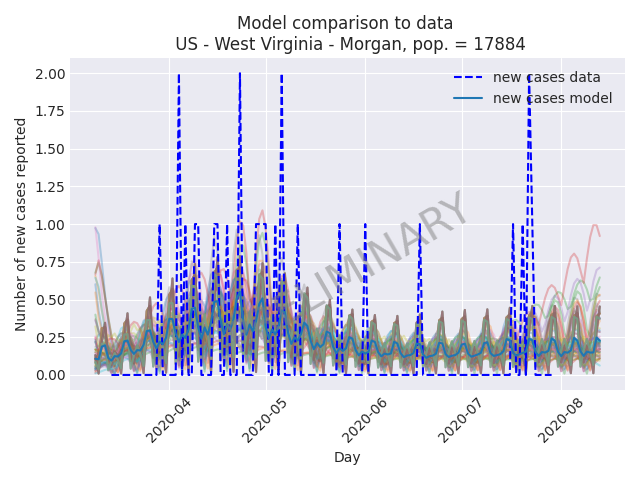 Model comparison to data
US - West Virginia - Morgan, pop. = 17884
new cases data
new cases model
Number of new cases reported
2.00
1.75
1.50
1.25
1.00
0.75
0.50
0.25
0.00
LIMINARY
2020-04
2020-05
2020-06
2020-07
2020-08
Day